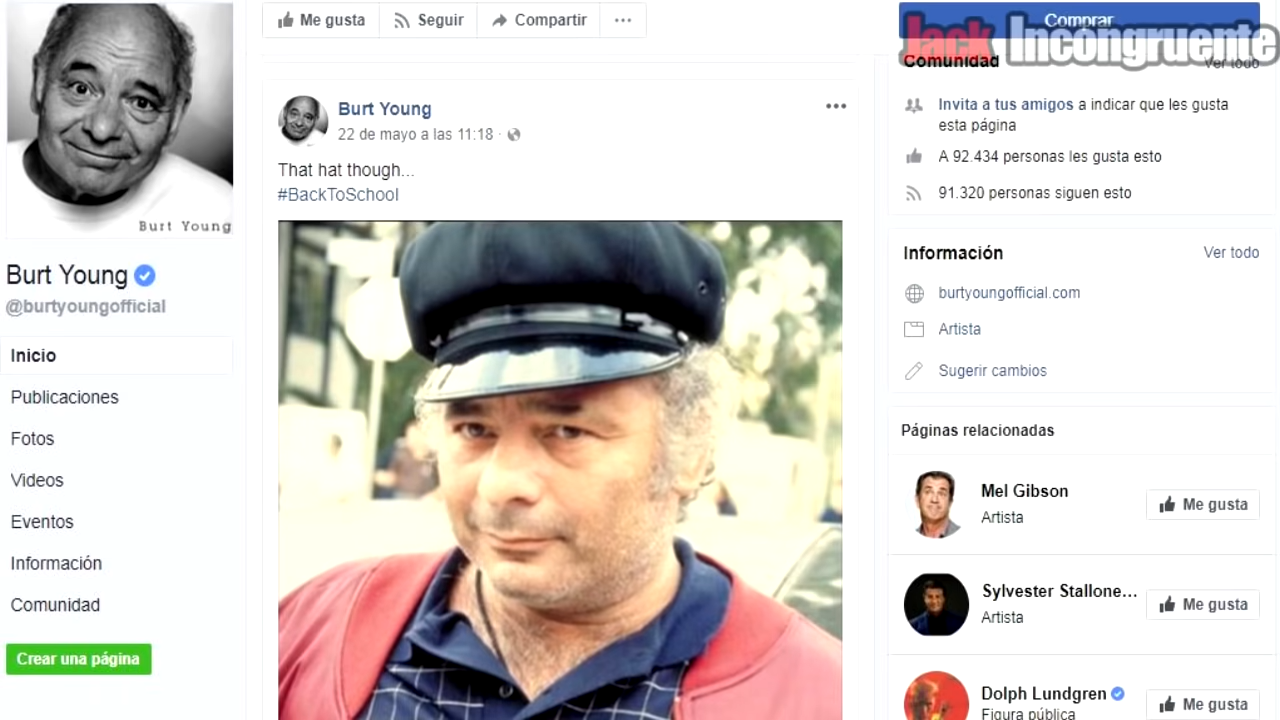 Burt Young
Burt Young
@burtyoungofficial
Inicio
Publicaciones
Fotos
Videos
Eventos
Información
Comunidad
Crear una página
Me gusta
Seguir
Compartir
Burt Young
22 de mayo a las 11:18 ·
That hat though...
#BackToSchool
Comprar
Jack Incongruente
Comunidad
Ver todo
Invita a tus amigos a indicar que les gusta
esta página
A 92.434 personas les gusta esto
91.320 personas siguen esto
Información
Ver todo
burtyoungofficial.com
Artista
Sugerir cambios
Páginas relacionadas
Mel Gibson
Artista
Me gusta
Sylvester Stallone...
Artista
Me gusta
Dolph Lundgren
Figura pública
Me gusta